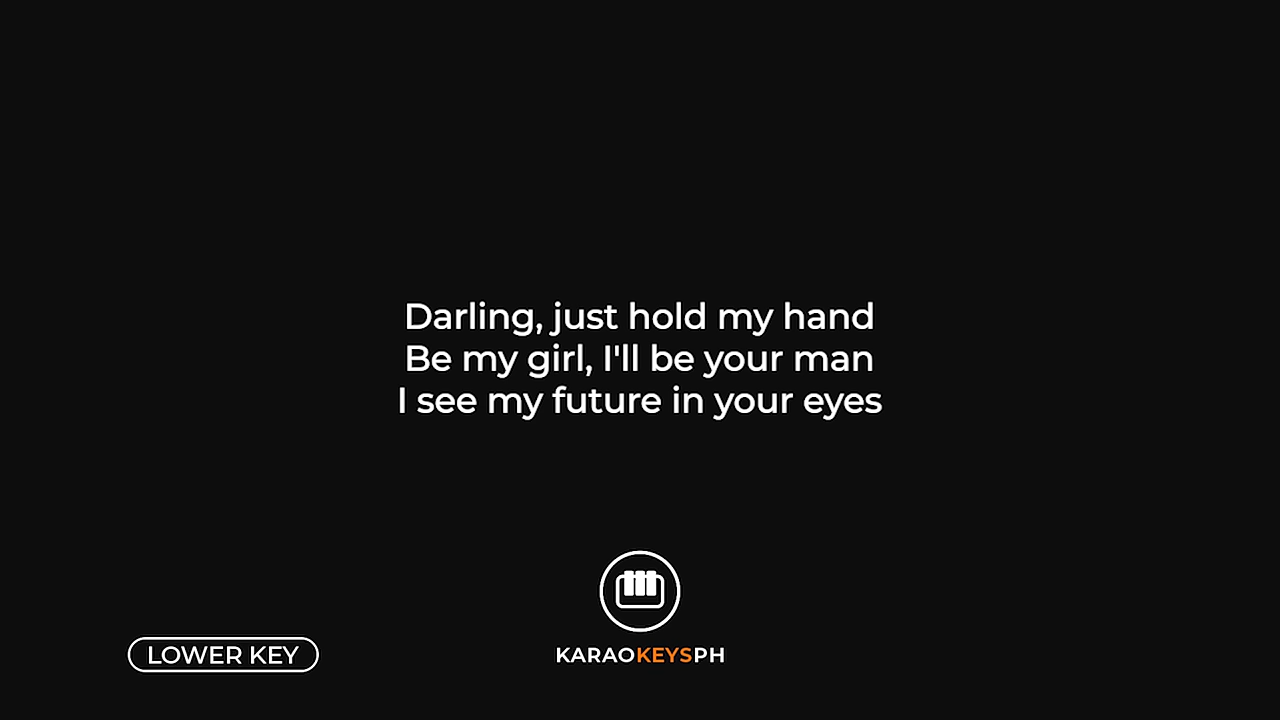 Darling, just hold my hand
Be my girl, I'll be your man
I see my future in your eyes
LOWER KEY
KARAOKEYSPH